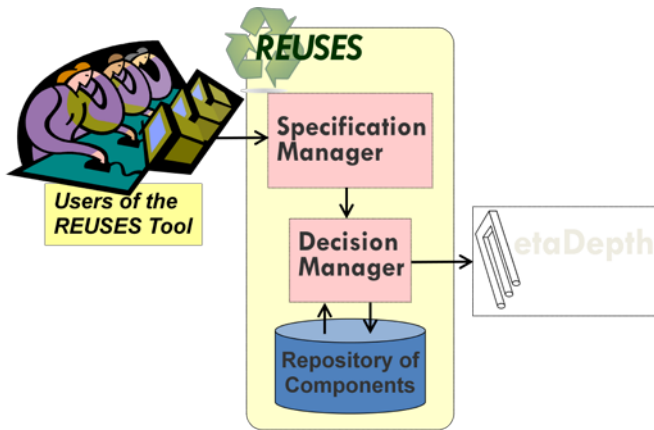 REUSES
Specification
Manager
Users of the
REUSES Tool
Decision
Manager
etaDepth
Repository of
Components